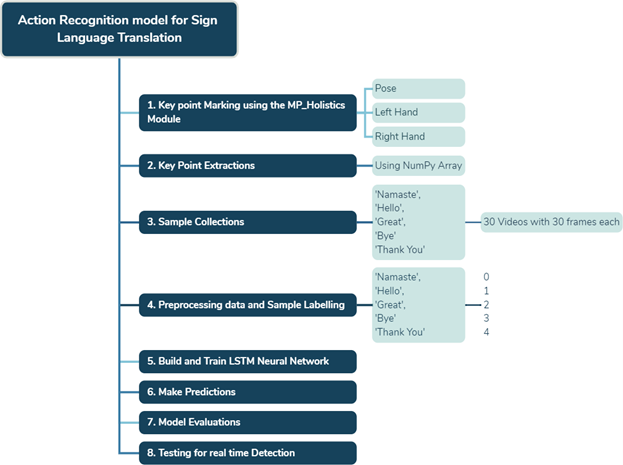 Action Recognition model for Sign
Language Translation
1. Key point Marking using the MP_Holistics
Module
Pose
Left Hand
Right Hand
2. Key Point Extractions
Using NumPy Array
3. Sample Collections
'Namaste',
'Hello',
'Great',
'Bye'
'Thank You'
30 Videos with 30 frames each
4. Preprocessing data and Sample Labelling
'Namaste',
'Hello',
'Great',
'Bye'
'Thank You'
0
1
2
3
4
5. Build and Train LSTM Neural Network
6. Make Predictions
7. Model Evaluations
8. Testing for real time Detection